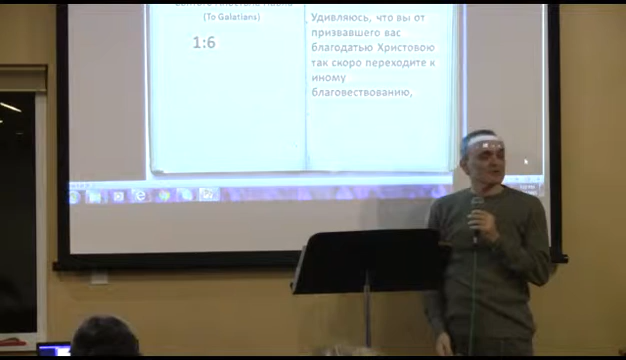 (To Galatians)
1:6
Удивляюсь, что вы от
призвавшего вас
благодатью Христовою
так скоро переходите к
иному
благовествованию,